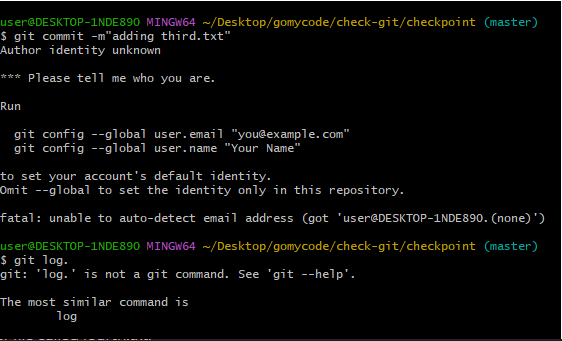 user@DESKTOP-1NDE890 MINGW64 ~/Desktop/gomycode/check-git/checkpoint (master)
$ git commit -m"adding third.txt"
Author identity unknown
*** Please tell me who you are.
Run
git config --global user.email "you@example.com"
git config --global user.name "Your Name"
to set your account's default identity.
Omit --global to set the identity only in this repository.
fatal: unable to auto-detect email address (got 'user@DESKTOP-1NDE890.(none)')
user@DESKTOP-1NDE890 MINGW64 ~/Desktop/gomycode/check-git/checkpoint (master)
$ git log.
git: 'log.' is not a git command. See 'git --help'.
The most similar command is
log